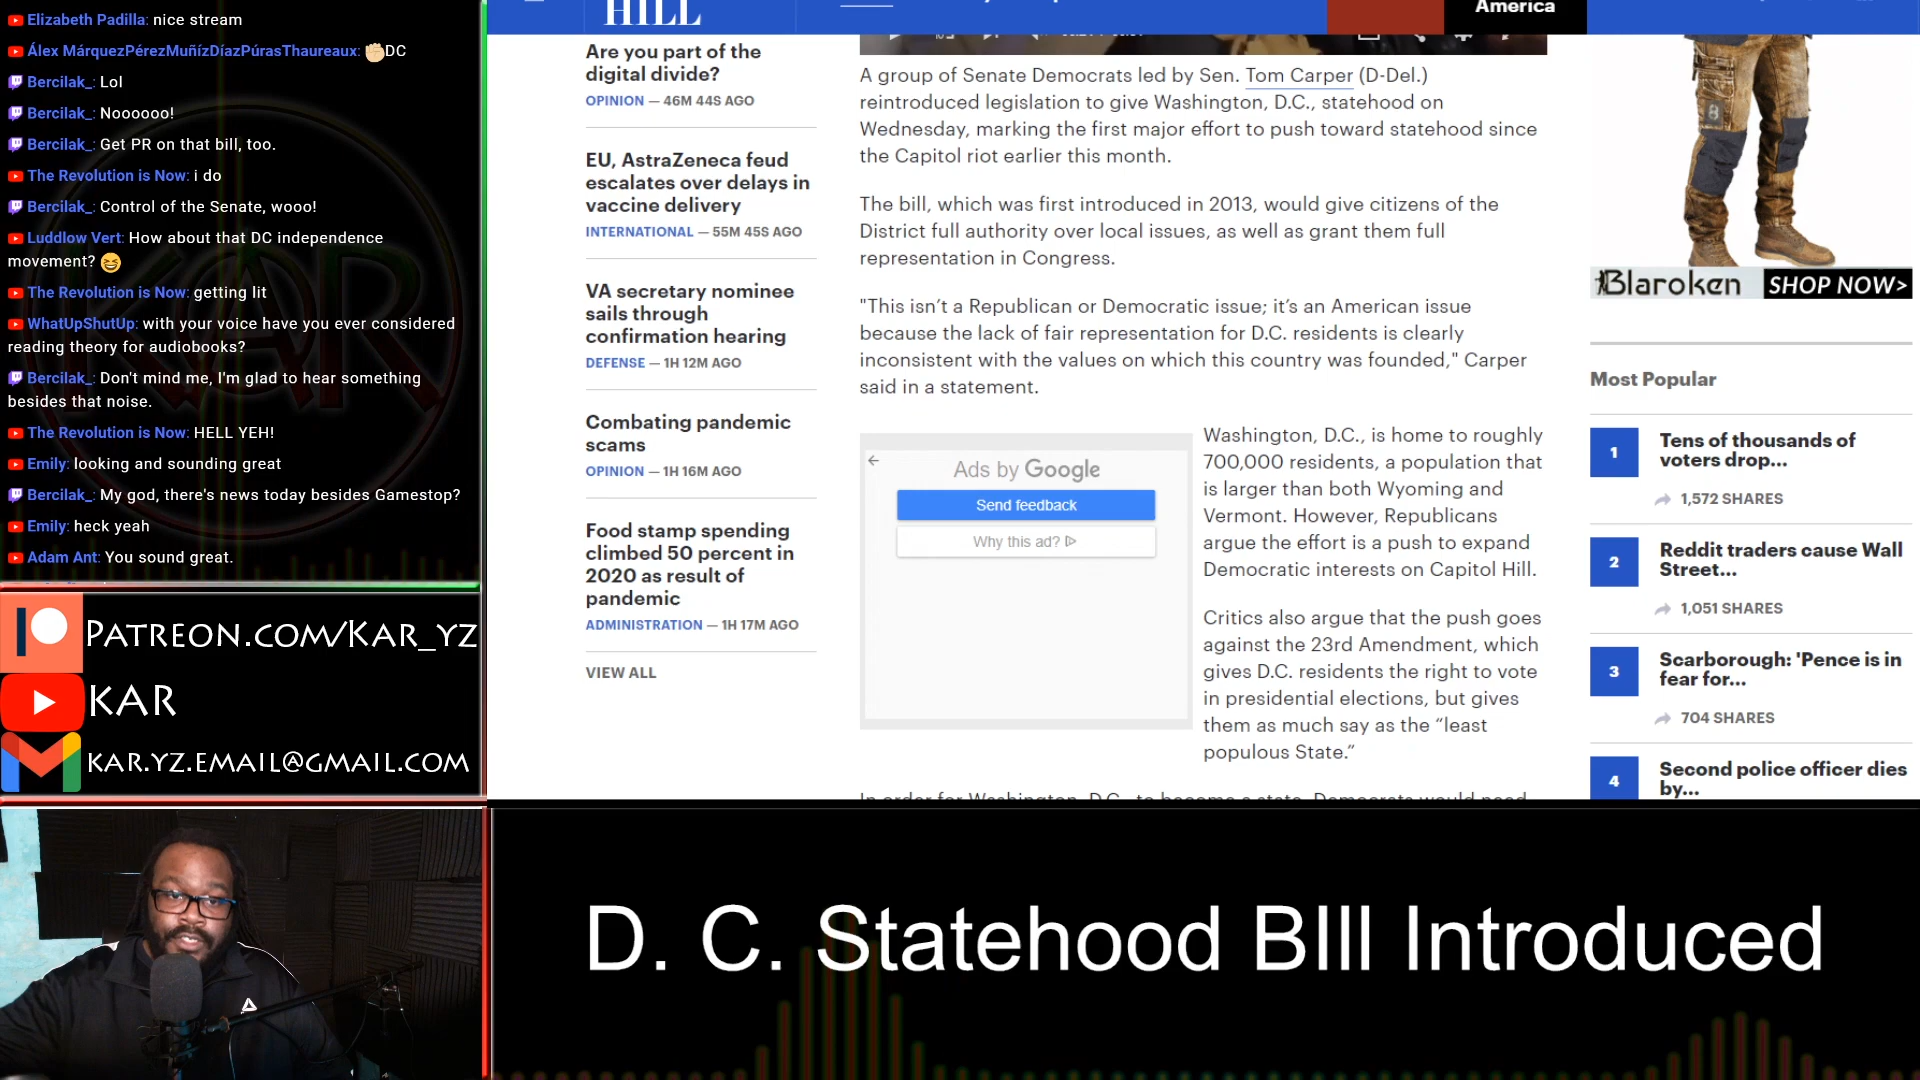 Elizabeth Padilla: nice stream
Álex MárquezPérezMuñízDíazPúrasThaureaux: ✊🏻DC
Bercilak_: Lol
Bercilak_: Noooooo!
Bercilak_: Get PR on that bill, too.
The Revolution is Now: i do
Bercilak_: Control of the Senate, wooo!
Luddlow Vert: How about that DC independence
movement? 😆
The Revolution is Now: getting lit
WhatUpShutUp: with your voice have you ever considered
reading theory for audiobooks?
Bercilak_: Don't mind me, I'm glad to hear something
besides that noise.
The Revolution is Now: HELL YEH!
Emily: looking and sounding great
Bercilak_: My god, there's news today besides Gamestop?
Emily: heck yeah
Adam Ant: You sound great.
PATREON.COM/KAR_YZ
KAR
KAR.YZ.EMAIL@GMAIL.COM
HILL
America
Are you part of the
digital divide?
OPINION — 46M 44S AGO
EU, AstraZeneca feud
escalates over delays in
vaccine delivery
INTERNATIONAL — 55M 45S AGO
VA secretary nominee
sails through
confirmation hearing
DEFENSE — 1H 12M AGO
Combating pandemic
scams
OPINION — 1H 16M AGO
Food stamp spending
climbed 50 percent in
2020 as result of
pandemic
ADMINISTRATION — 1H 17M AGO
VIEW ALL
A group of Senate Democrats led by Sen. Tom Carper (D-Del.)
reintroduced legislation to give Washington, D.C., statehood on
Wednesday, marking the first major effort to push toward statehood since
the Capitol riot earlier this month.
The bill, which was first introduced in 2013, would give citizens of the
District full authority over local issues, as well as grant them full
representation in Congress.
"This isn't a Republican or Democratic issue; it's an American issue
because the lack of fair representation for D.C. residents is clearly
inconsistent with the values on which this country was founded," Carper
said in a statement.
Ads by Google
Send feedback
Why this ad?
Washington, D.C., is home to roughly
700,000 residents, a population that
is larger than both Wyoming and
Vermont. However, Republicans
argue the effort is a push to expand
Democratic interests on Capitol Hill.
Critics also argue that the push goes
against the 23rd Amendment, which
gives D.C. residents the right to vote
in presidential elections, but gives
them as much say as the “least
populous State.”
In order for Washington, D.C., to become a state, Democrats would need
Blaroken SHOP NOW>
Most Popular
1
Tens of thousands of
voters drop...
1,572 SHARES
2
Reddit traders cause Wall
Street...
1,051 SHARES
3
Scarborough: 'Pence is in
fear for...
704 SHARES
4
Second police officer dies
by...
D. C. Statehood BIll Introduced